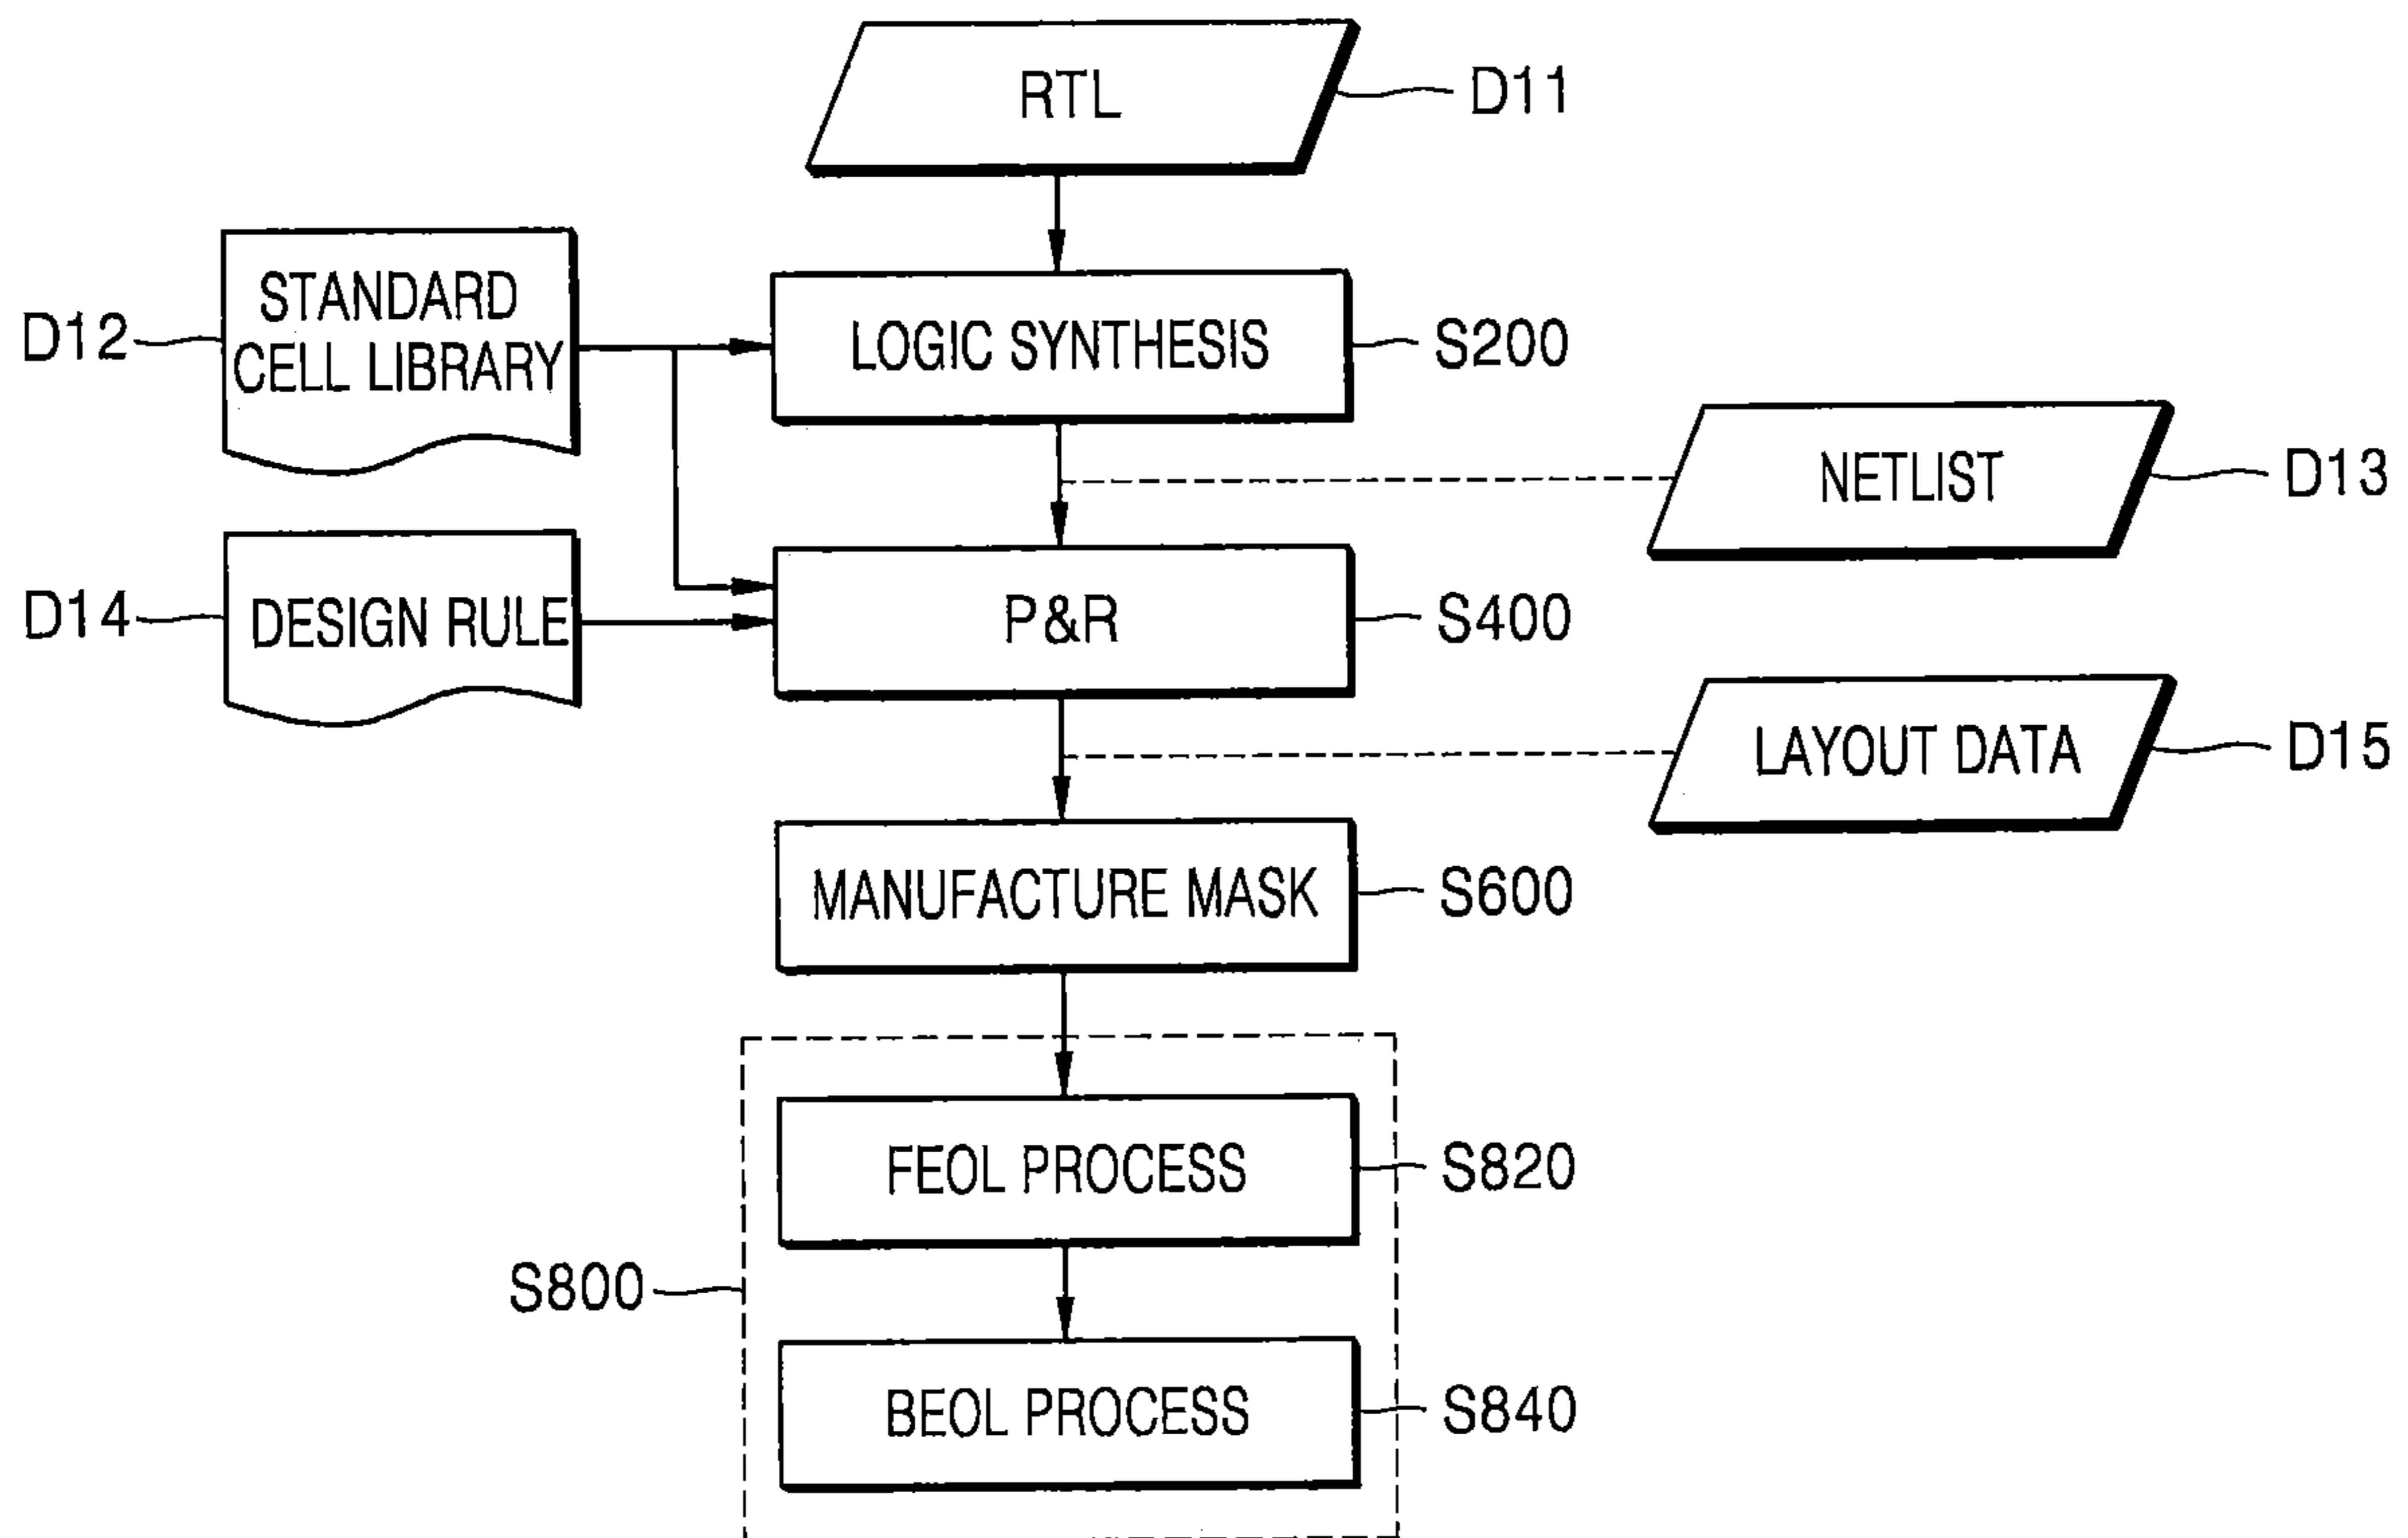 RTL
D11
STANDARD
CELL LIBRARY
D12
LOGIC SYNTHESIS
S200
NETLIST
D13
DESIGN RULE
D14
P&R
S400
LAYOUT DATA
D15
MANUFACTURE MASK
S600
FEOL PROCESS
S820
S800
BEOL PROCESS
S840